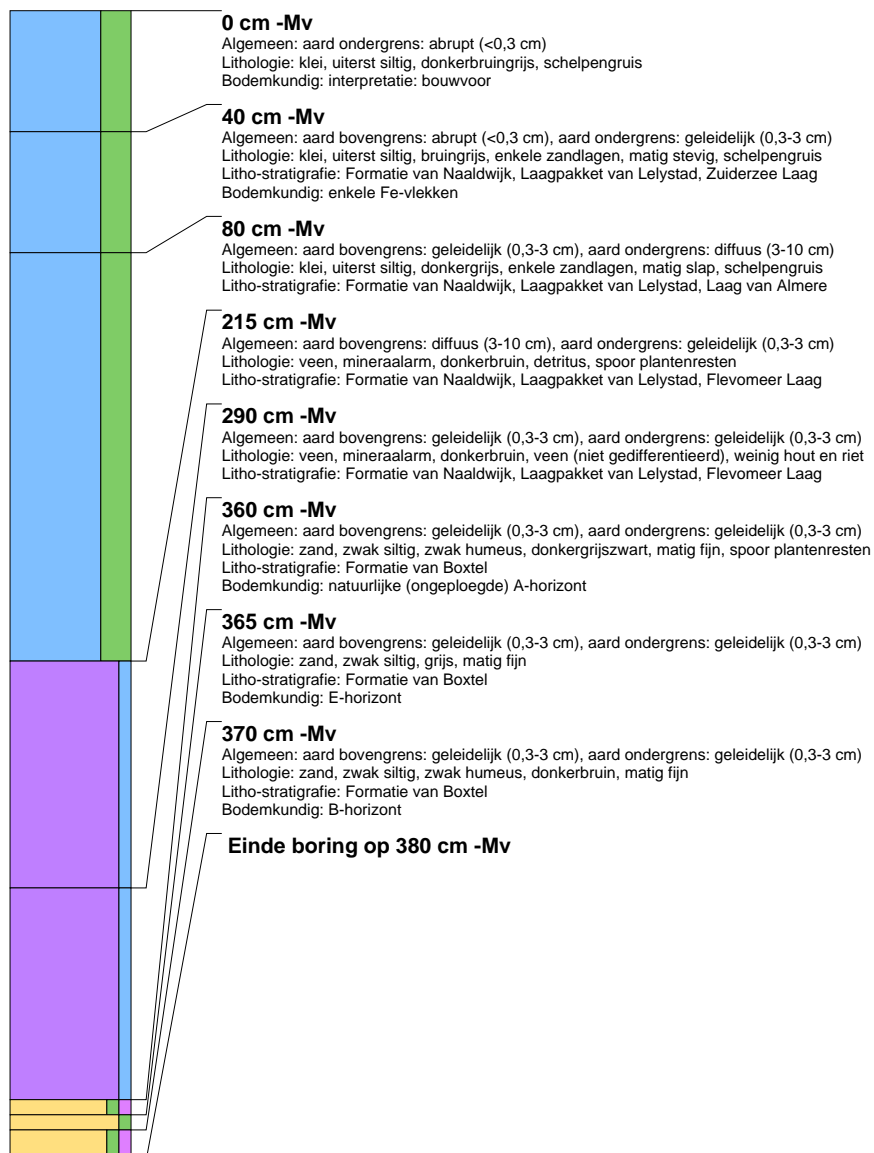 0 cm -Mv
Algemeen: aard ondergrens: abrupt (<0,3 cm)
Lithologie: klei, uiterst siltig, donkerbruingrijs, schelpengruis
Bodemkundig: interpretatie: bouwvoor
40 cm -Mv
Algemeen: aard bovengrens: abrupt (<0,3 cm), aard ondergrens: geleidelijk (0,3-3 cm)
Lithologie: klei, uiterst siltig, bruingrijs, enkele zandlagen, matig stevig, schelpengruis
Litho-stratigrafie: Formatie van Naaldwijk, Laagpakket van Lelystad, Zuiderzee Laag
Bodemkundig: enkele Fe-vlekken
80 cm -Mv
Algemeen: aard bovengrens: geleidelijk (0,3-3 cm), aard ondergrens: diffuus (3-10 cm)
Lithologie: klei, uiterst siltig, donkergrijs, enkele zandlagen, matig slap, schelpengruis
Litho-stratigrafie: Formatie van Naaldwijk, Laagpakket van Lelystad, Laag van Almere
215 cm -Mv
Algemeen: aard bovengrens: diffuus (3-10 cm), aard ondergrens: geleidelijk (0,3-3 cm)
Lithologie: veen, mineraalarm, donkerbruin, detritus, spoor plantenresten
Litho-stratigrafie: Formatie van Naaldwijk, Laagpakket van Lelystad, Flevomeer Laag
290 cm -Mv
Algemeen: aard bovengrens: geleidelijk (0,3-3 cm), aard ondergrens: geleidelijk (0,3-3 cm)
Lithologie: veen, mineraalarm, donkerbruin, veen (niet gedifferentieerd), weinig hout en riet
Litho-stratigrafie: Formatie van Naaldwijk, Laagpakket van Lelystad, Flevomeer Laag
360 cm -Mv
Algemeen: aard bovengrens: geleidelijk (0,3-3 cm), aard ondergrens: geleidelijk (0,3-3 cm)
Lithologie: zand, zwak siltig, zwak humeus, donkergrijszwart, matig fijn, spoor plantenresten
Litho-stratigrafie: Formatie van Boxtel
Bodemkundig: natuurlijke (ongeploegde) A-horizont
365 cm -Mv
Algemeen: aard bovengrens: geleidelijk (0,3-3 cm), aard ondergrens: geleidelijk (0,3-3 cm)
Lithologie: zand, zwak siltig, grijs, matig fijn
Litho-stratigrafie: Formatie van Boxtel
Bodemkundig: E-horizont
370 cm -Mv
Algemeen: aard bovengrens: geleidelijk (0,3-3 cm), aard ondergrens: geleidelijk (0,3-3 cm)
Lithologie: zand, zwak siltig, zwak humeus, donkerbruin, matig fijn
Litho-stratigrafie: Formatie van Boxtel
Bodemkundig: B-horizont
Einde boring op 380 cm -Mv